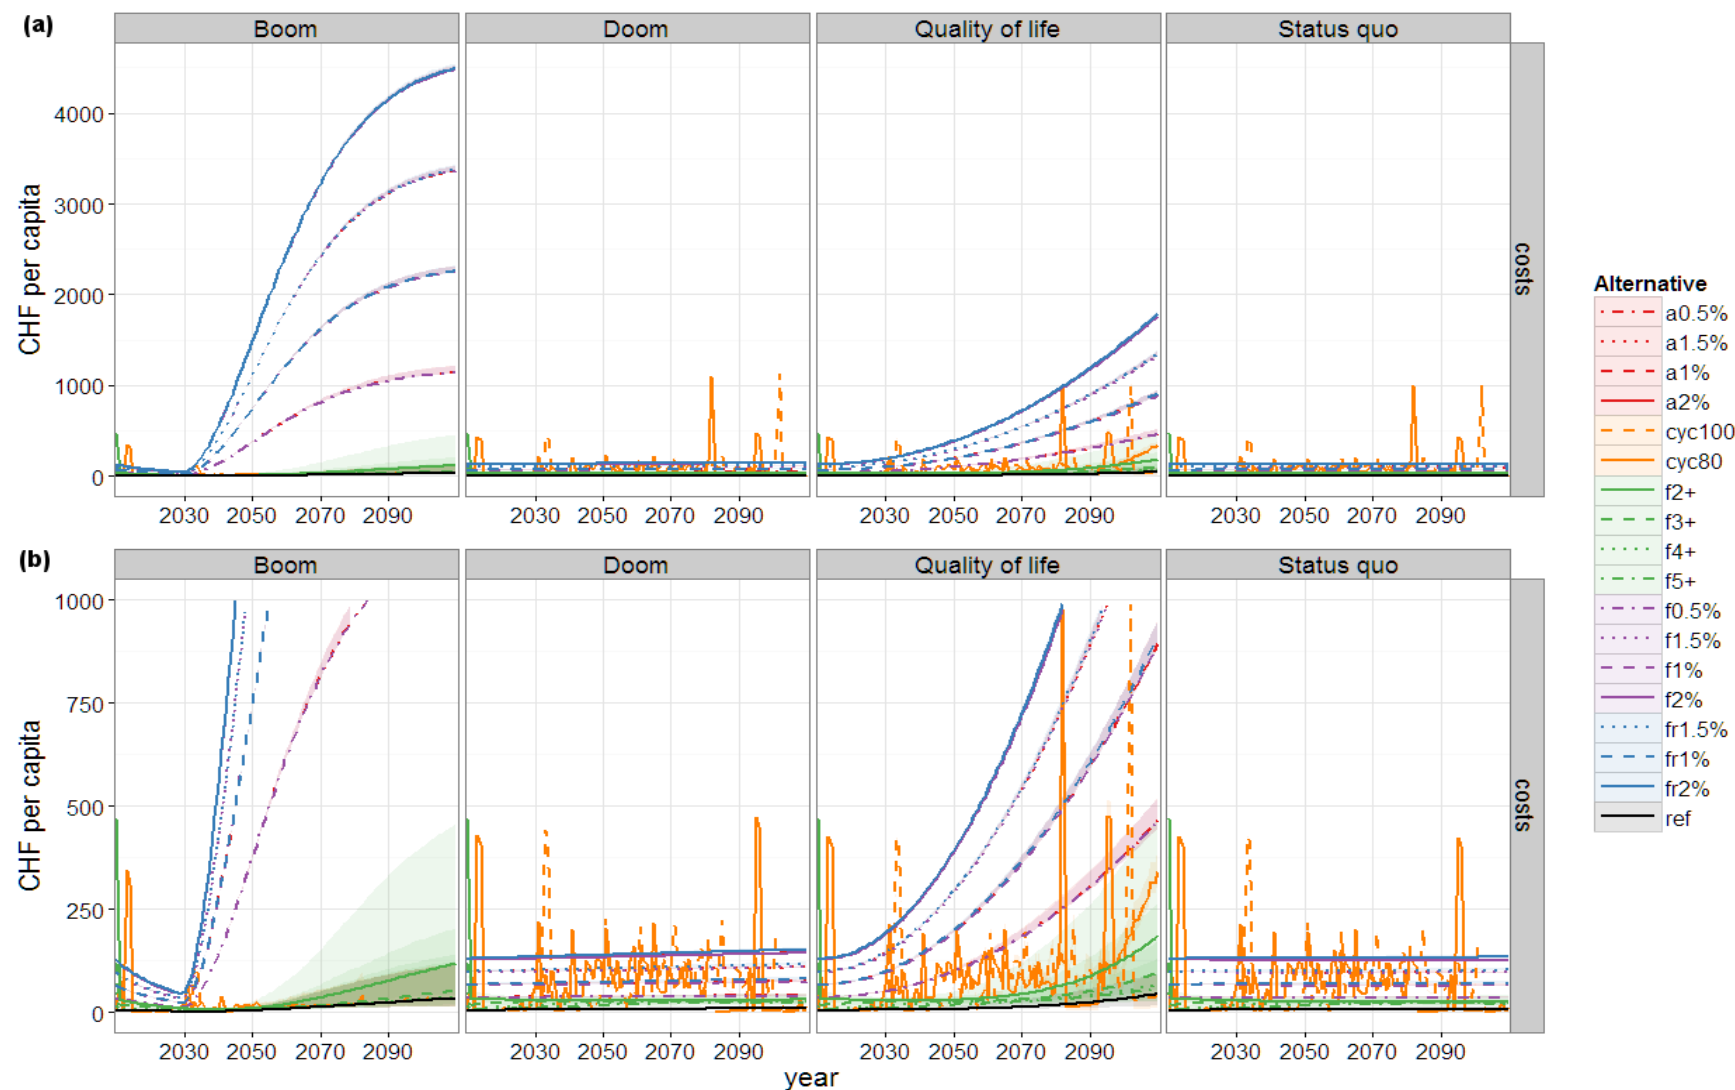 (a)
Boom Doom Quality of life Status quo
4000
3000
2000
1000
0
CHF per capita
costs
2030 2050 2070 2090 2030 2050 2070 2090 2030 2050 2070 2090 2030 2050 2070 2090
(b)
Boom Doom Quality of life Status quo
1000
750
500
250
0
CHF per capita
costs
2030 2050 2070 2090 2030 2050 2070 2090 2030 2050 2070 2090 2030 2050 2070 2090
year
Alternative
a0.5%
a1.5%
a1%
a2%
cyc100
cyc80
f2+
f3+
f4+
f5+
f0.5%
f1.5%
f1%
f2%
fr1.5%
fr1%
fr2%
ref